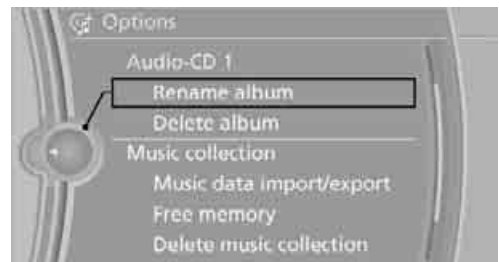 Options
Audio-CD 1
Rename album
Delete album
Music collection
Music data import/export
Free memory
Delete music collection